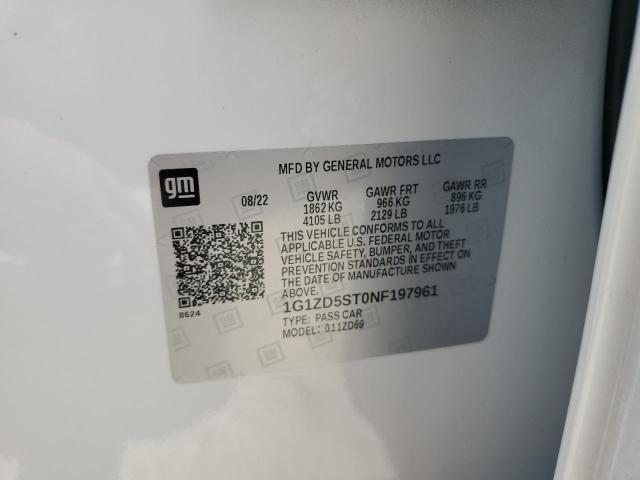 gm
MFD BY GENERAL MOTORS LLC
08/22 GVWR GAWR FRT GAWR RR
1862 KG 966 KG 896 KG
4105 LB 2129 LB 1976 LB
THIS VEHICLE CONFORMS TO ALL
APPLICABLE U.S. FEDERAL MOTOR
VEHICLE SAFETY, BUMPER, AND THEFT
PREVENTION STANDARDS IN EFFECT ON
THE DATE OF MANUFACTURE SHOWN
ABOVE.
1G1ZD5ST0NF197961
TYPE: PASS CAR
MODEL: 011ZD69
8624